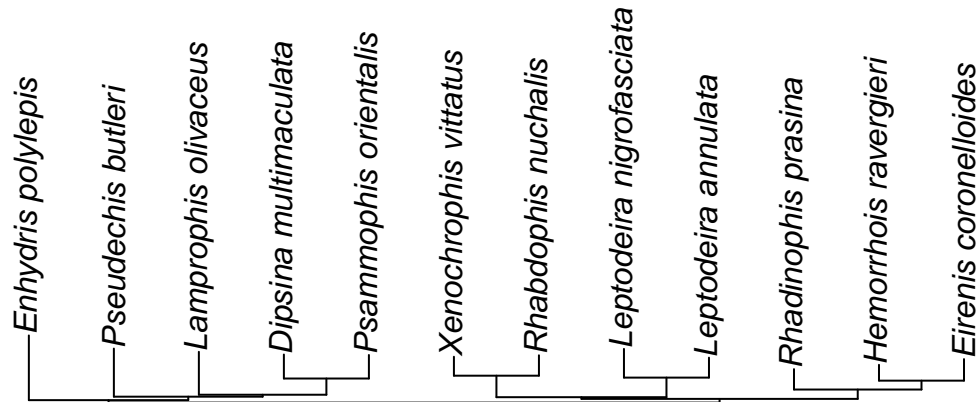 Enhydris polylepis
Pseudechis butleri
Lamprophis olivaceus
Dipsina multimaculata
Psammophis orientalis
Xenochrophis vittatus
Rhabdophis nuchalis
Leptodeira nigrofasciata
Leptodeira annulata
Rhadinophis prasina
Hemorrhois ravergieri
Eirenis coronelloides